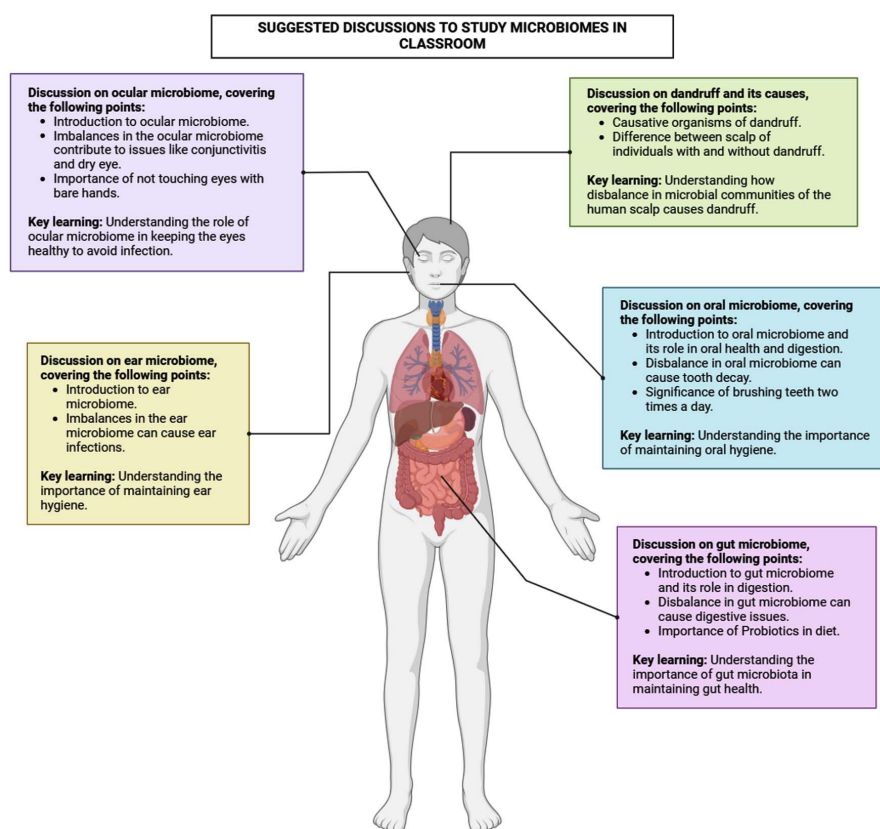 SUGGESTED DISCUSSIONS TO STUDY MICROBIOMES IN
CLASSROOM
Discussion on ocular microbiome, covering
the following points:
• Introduction to ocular microbiome.
• Imbalances in the ocular microbiome
contribute to issues like conjunctivitis
and dry eye.
• Importance of not touching eyes with
bare hands.
Key learning: Understanding the role of
ocular microbiome in keeping the eyes
healthy to avoid infection.
Discussion on dandruff and its causes,
covering the following points:
• Causative organisms of dandruff.
• Difference between scalp of
individuals with and without dandruff.
Key learning: Understanding how
disbalance in microbial communities of the
human scalp causes dandruff.
Discussion on ear microbiome,
covering the following points:
• Introduction to ear
microbiome.
• Imbalances in the ear
microbiome can cause ear
infections.
Key learning: Understanding the
importance of maintaining ear
hygiene.
Discussion on oral microbiome, covering
the following points:
• Introduction to oral microbiome and
its role in oral health and digestion.
• Disbalance in oral microbiome can
cause tooth decay.
• Significance of brushing teeth two
times a day.
Key learning: Understanding the importance
of maintaining oral hygiene.
Discussion on gut microbiome,
covering the following points:
• Introduction to gut microbiome
and its role in digestion.
• Disbalance in gut microbiome can
cause digestive issues.
• Importance of Probiotics in diet.
Key learning: Understanding the
importance of gut microbiota in
maintaining gut health.